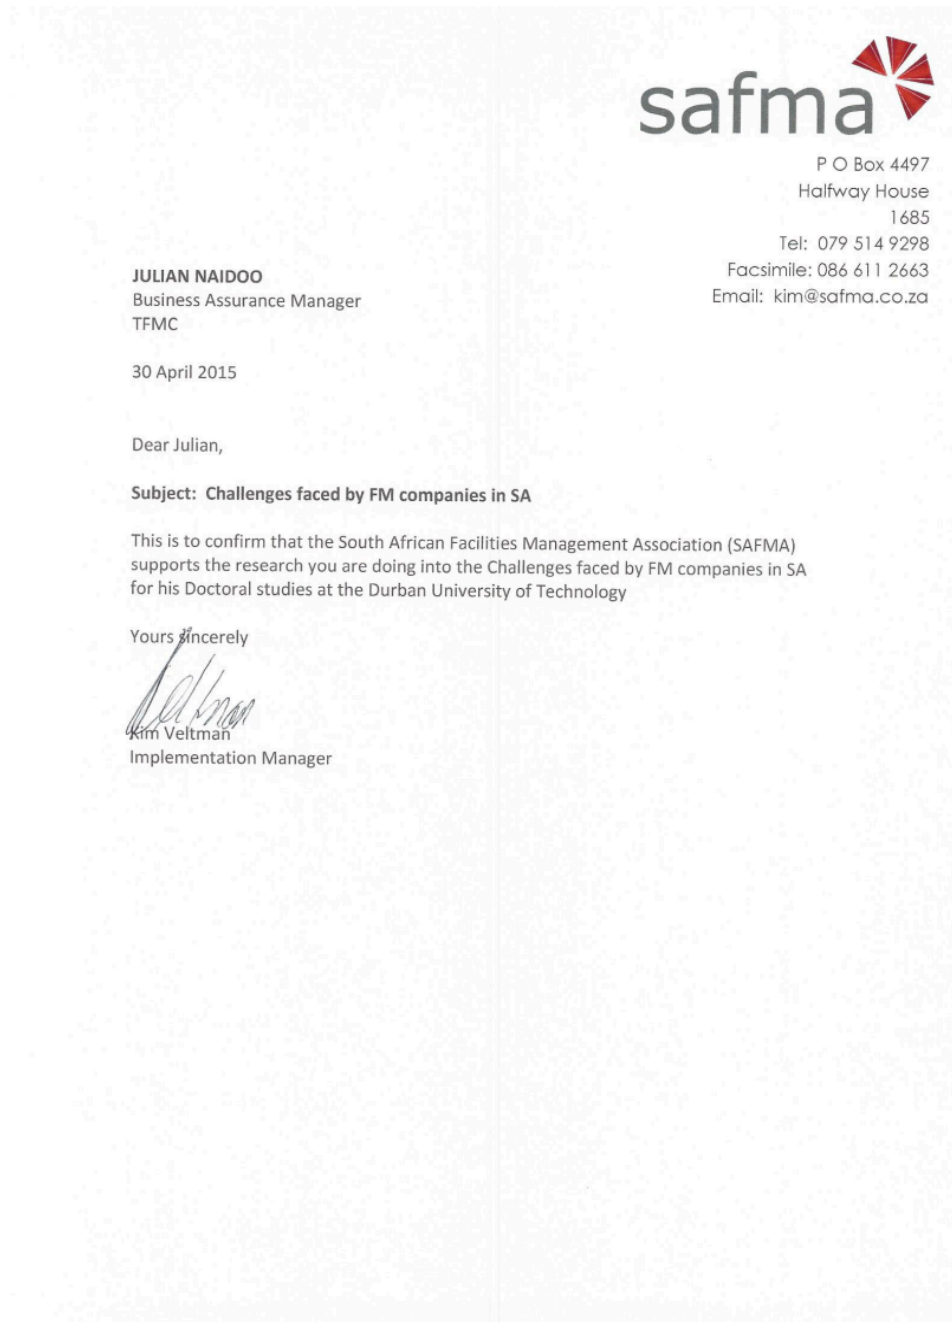 safma
P O Box 4497
Halfway House
1685
Tel: 079 514 9298
Facsimile: 086 611 2663
Email: kim@safma.co.za
JULIAN NAIDOO
Business Assurance Manager
TFMC
30 April 2015
Dear Julian,
Subject: Challenges faced by FM companies in SA
This is to confirm that the South African Facilities Management Association (SAFMA)
supports the research you are doing into the Challenges faced by FM companies in SA
for his Doctoral studies at the Durban University of Technology
Yours sincerely
Kim Veltman
Implementation Manager